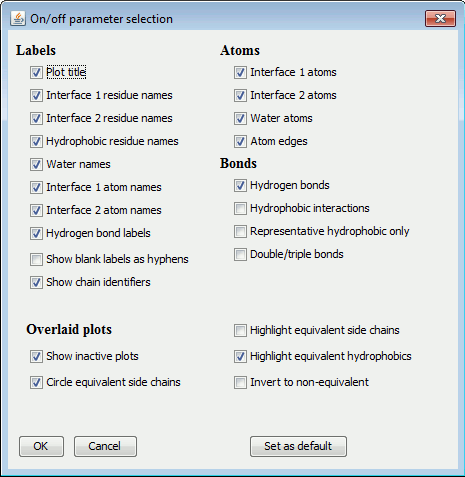 On/off parameter selection
Labels
Plot title
Interface 1 residue names
Interface 2 residue names
Hydrophobic residue names
Water names
Interface 1 atom names
Interface 2 atom names
Hydrogen bond labels
Show blank labels as hyphens
Show chain identifiers
Atoms
Interface 1 atoms
Interface 2 atoms
Water atoms
Atom edges
Bonds
Hydrogen bonds
Hydrophobic interactions
Representative hydrophobic only
Double/triple bonds
Overlaid plots
Show inactive plots
Circle equivalent side chains
Highlight equivalent side chains
Highlight equivalent hydrophobics
Invert to non-equivalent
OK
Cancel
Set as default